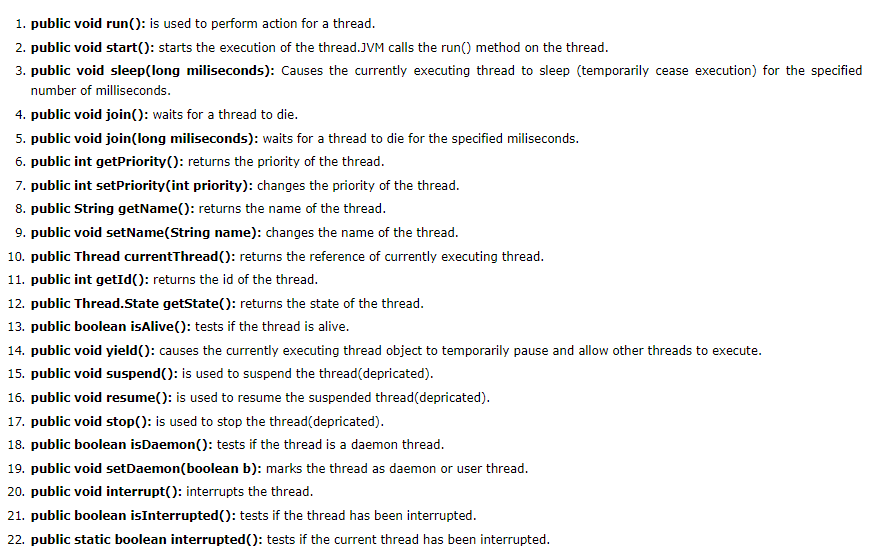 1. public void run(): is used to perform action for a thread.
2. public void start(): starts the execution of the thread.JVM calls the run() method on the thread.
3. public void sleep(long miliseconds): Causes the currently executing thread to sleep (temporarily cease execution) for the specified
number of milliseconds.
4. public void join(): waits for a thread to die.
5. public void join(long miliseconds): waits for a thread to die for the specified miliseconds.
6. public int getPriority(): returns the priority of the thread.
7. public int setPriority(int priority): changes the priority of the thread.
8. public String getName(): returns the name of the thread.
9. public void setName(String name): changes the name of the thread.
10. public Thread currentThread(): returns the reference of currently executing thread.
11. public int getId(): returns the id of the thread.
12. public Thread.State getState(): returns the state of the thread.
13. public boolean isAlive(): tests if the thread is alive.
14. public void yield(): causes the currently executing thread object to temporarily pause and allow other threads to execute.
15. public void suspend(): is used to suspend the thread(depricated).
16. public void resume(): is used to resume the suspended thread(depricated).
17. public void stop(): is used to stop the thread(depricated).
18. public boolean isDaemon(): tests if the thread is a daemon thread.
19. public void setDaemon(boolean b): marks the thread as daemon or user thread.
20. public void interrupt(): interrupts the thread.
21. public boolean isInterrupted(): tests if the thread has been interrupted.
22. public static boolean interrupted(): tests if the current thread has been interrupted.